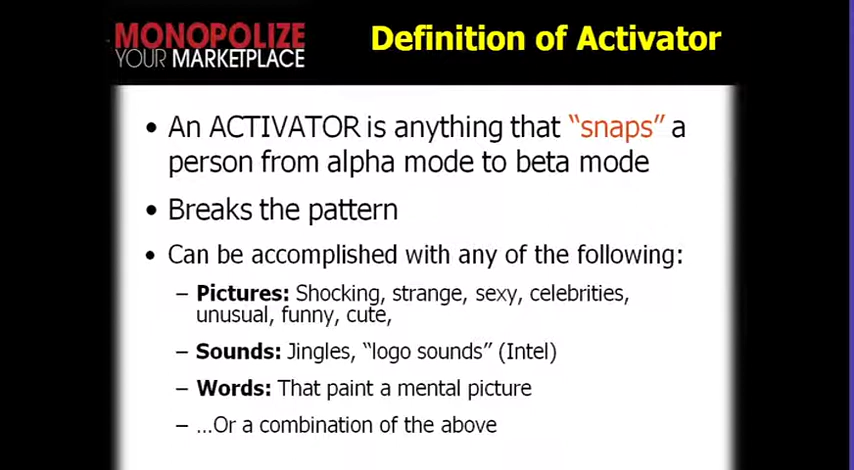 MONOPOLIZE
YOUR MARKETPLACE
Definition of Activator
• An ACTIVATOR is anything that “snaps” a
person from alpha mode to beta mode
• Breaks the pattern
• Can be accomplished with any of the following:
– Pictures: Shocking, strange, sexy, celebrities,
unusual, funny, cute,
– Sounds: Jingles, “logo sounds” (Intel)
– Words: That paint a mental picture
– ...Or a combination of the above